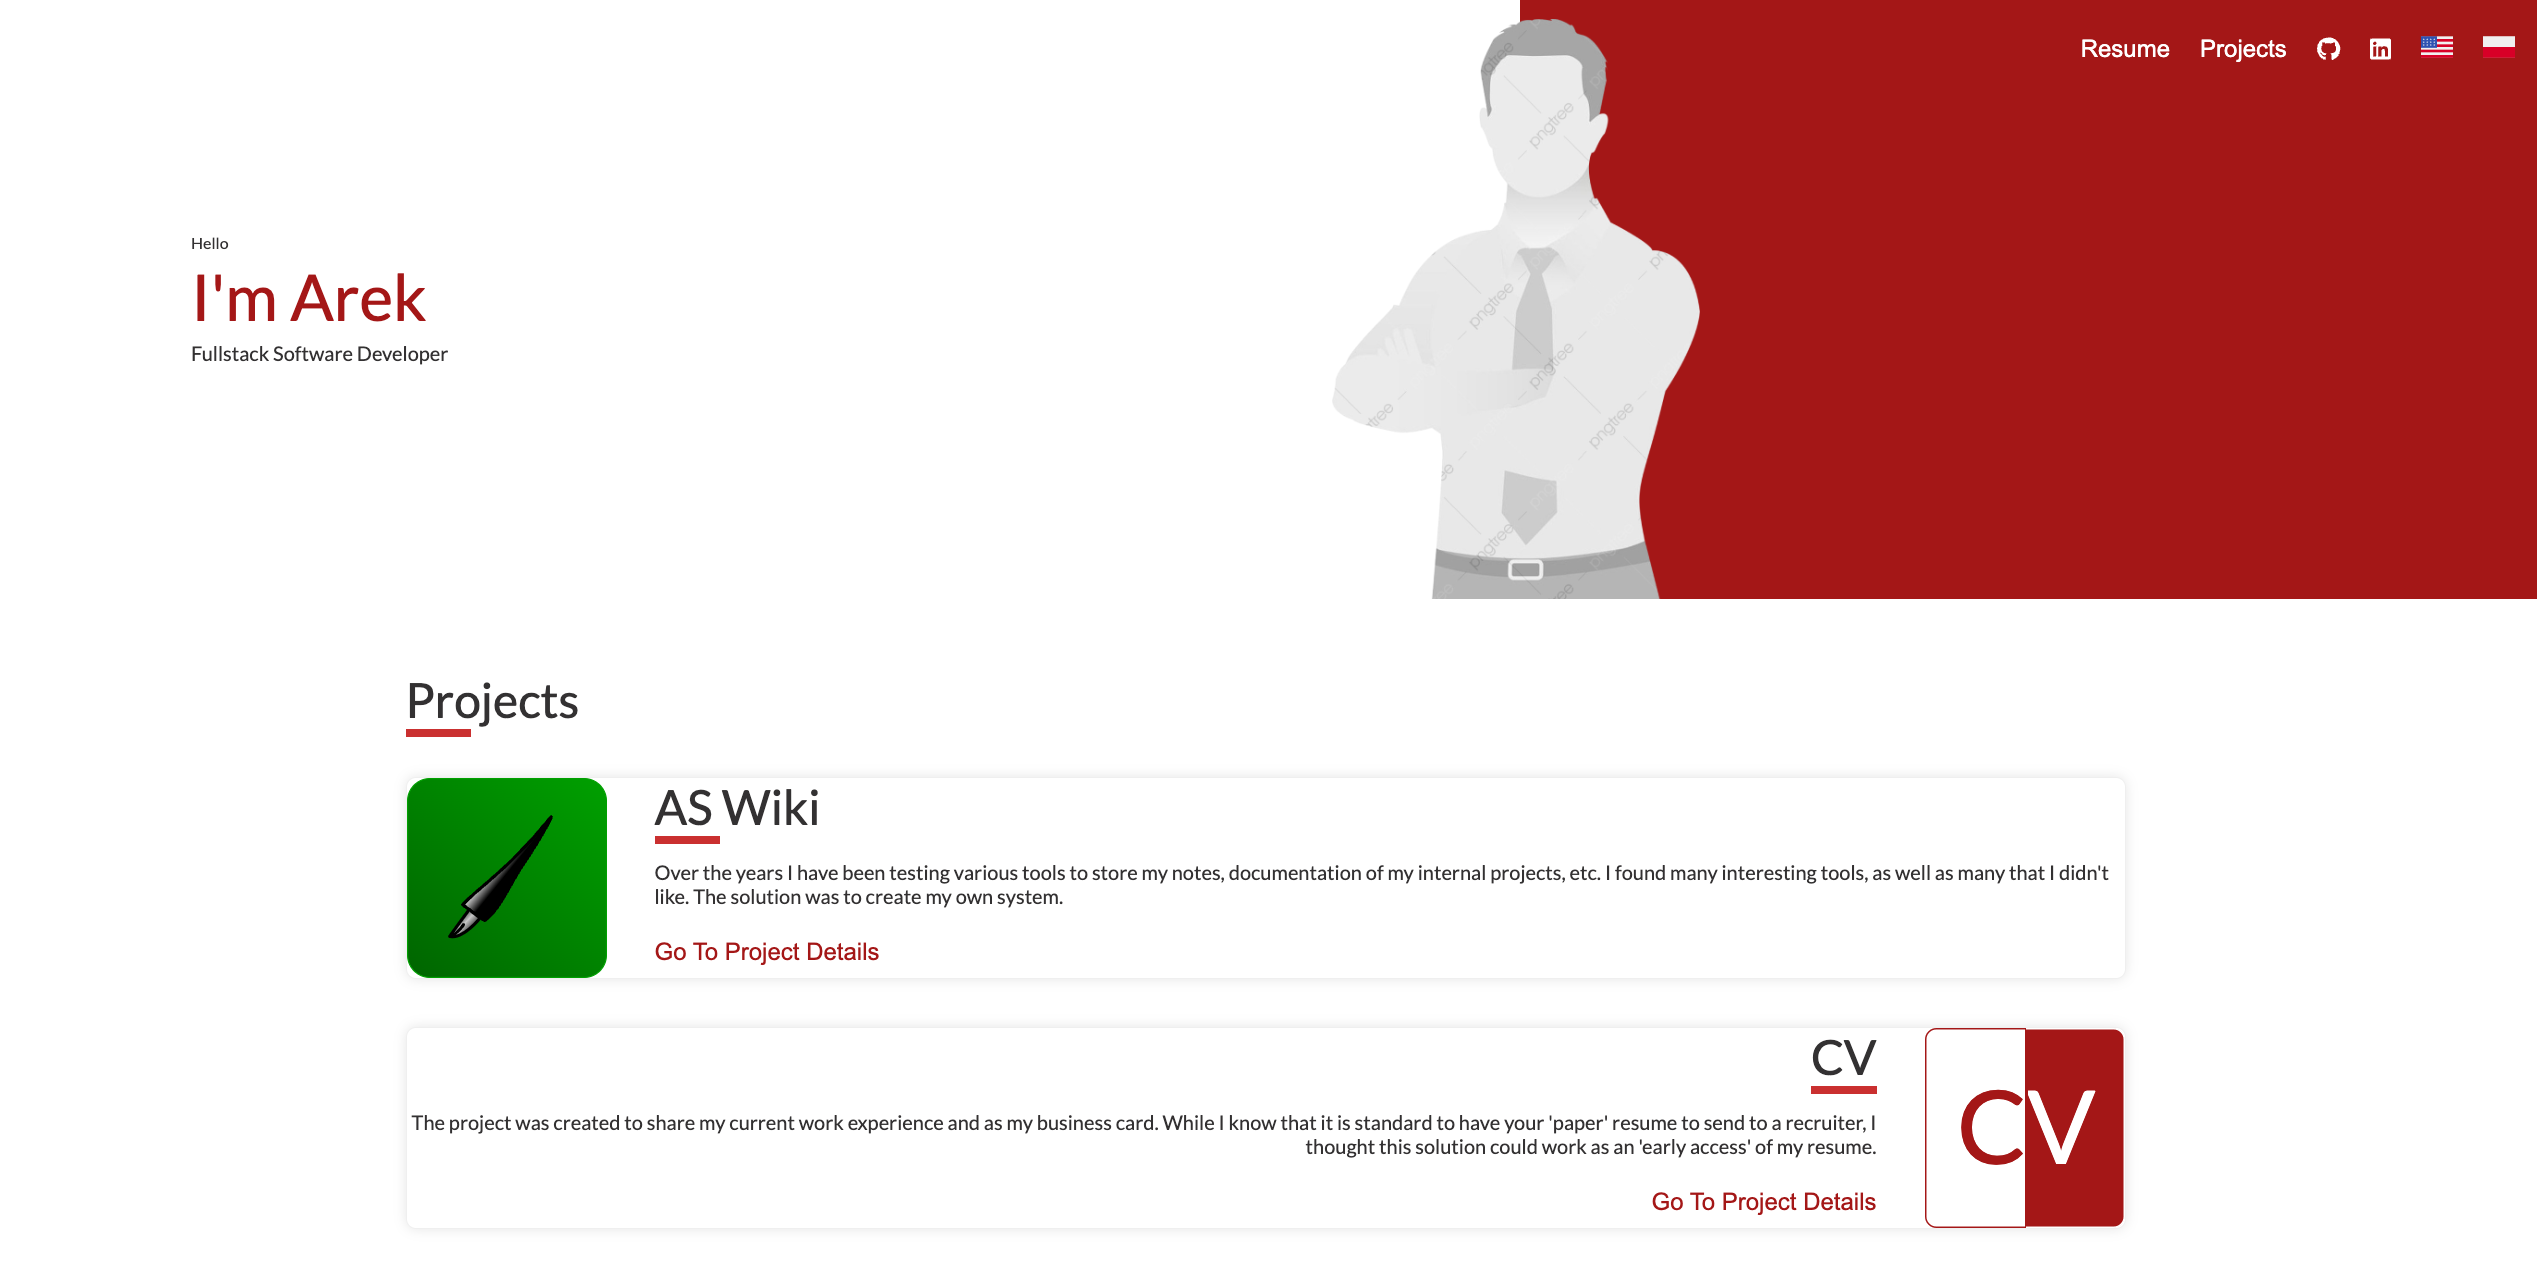 Resume Projects
Hello
I'm Arek
Fullstack Software Developer
pngtree
pngtree
pngtree
pngtree
pngtree
Projects
AS Wiki
Over the years I have been testing various tools to store my notes, documentation of my internal projects, etc. I found many interesting tools, as well as many that I didn't
like. The solution was to create my own system.
Go To Project Details
CV
The project was created to share my current work experience and as my business card. While I know that it is standard to have your 'paper' resume to send to a recruiter, I
thought this solution could work as an 'early access' of my resume.
Go To Project Details
CV